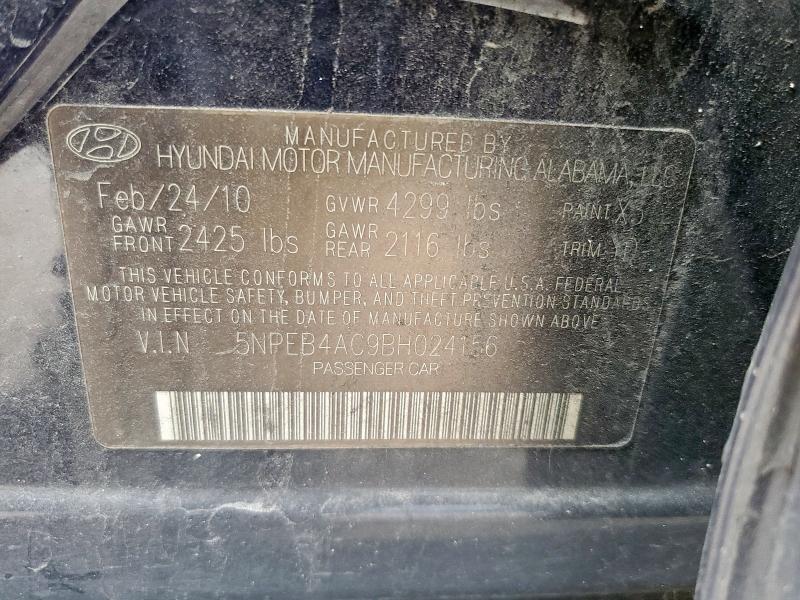 MANUFACTURED BY
HYUNDAI MOTOR MANUFACTURING ALABAMA, LLC
Feb/24/10 GVWR 4299 lbs PAINT
GAWR FRONT 2425 lbs GAWR REAR 2116 lbs TRIM
THIS VEHICLE CONFORMS TO ALL APPLICABLE U.S.A. FEDERAL
MOTOR VEHICLE SAFETY, BUMPER, AND THEFT PREVENTION STANDARDS
IN EFFECT ON THE DATE OF MANUFACTURE SHOWN ABOVE
V.I.N 5NPEB4AC9BH024156
PASSENGER CAR